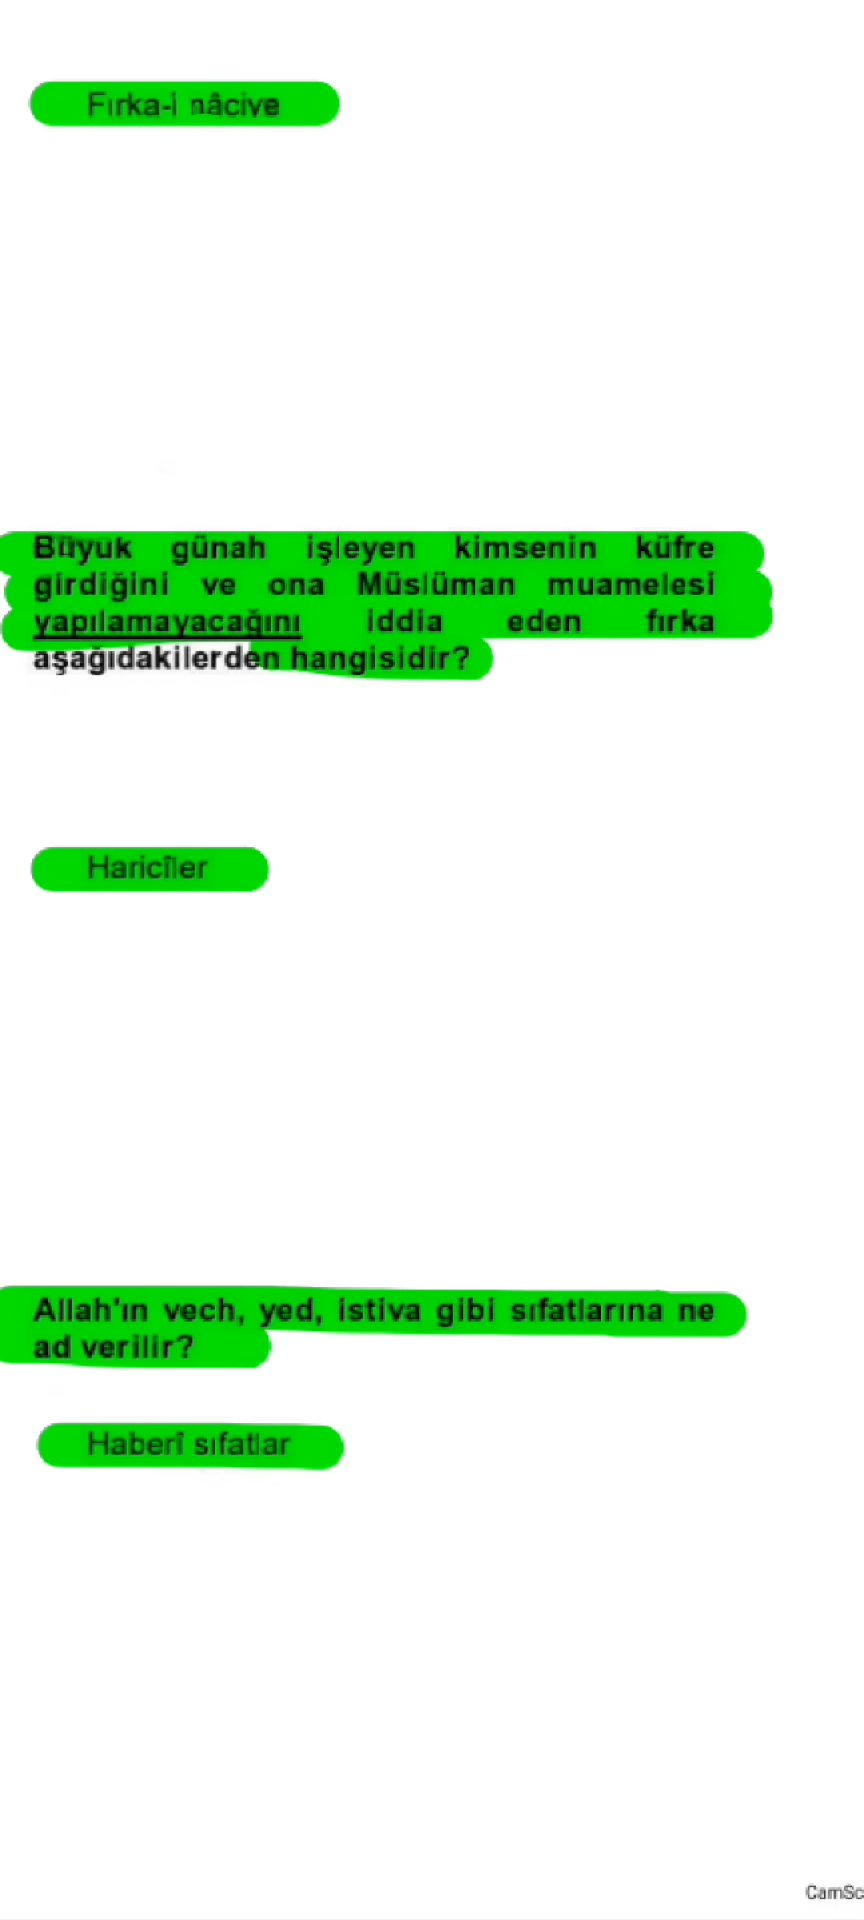 Fırka-i nâciye
Büyük günah işleyen kimsenin küfre
girdiğini ve ona Müslüman muamelesi
yapılamayacağını iddia eden fırka
aşağıdakilerden hangisidir?
Haricîler
Allah'ın vech, yed, istiva gibi sıfatlarına ne
ad verilir?
Haberî sıfatlar
CamSc